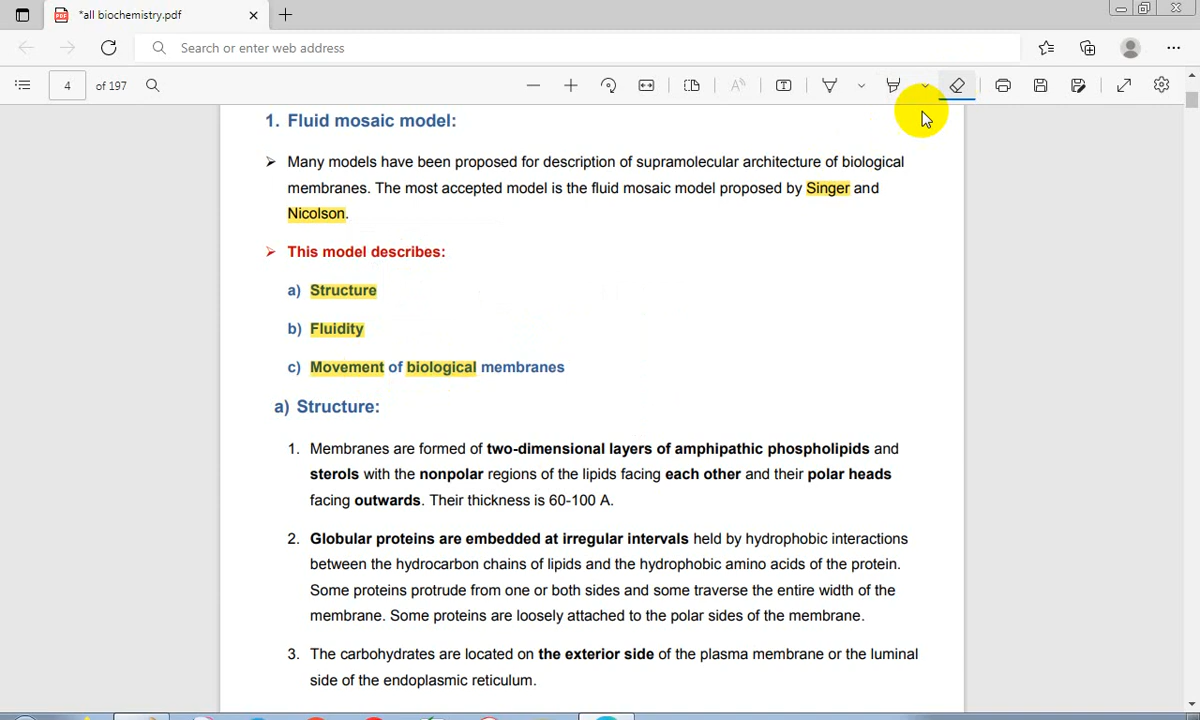 *all biochemistry.pdf
Search or enter web address
4 of 197
1. Fluid mosaic model:
➢ Many models have been proposed for description of supramolecular architecture of biological
membranes. The most accepted model is the fluid mosaic model proposed by Singer and
Nicolson.
➢ This model describes:
a) Structure
b) Fluidity
c) Movement of biological membranes
a) Structure:
1. Membranes are formed of two-dimensional layers of amphipathic phospholipids and
sterols with the nonpolar regions of the lipids facing each other and their polar heads
facing outwards. Their thickness is 60-100 A.
2. Globular proteins are embedded at irregular intervals held by hydrophobic interactions
between the hydrocarbon chains of lipids and the hydrophobic amino acids of the protein.
Some proteins protrude from one or both sides and some traverse the entire width of the
membrane. Some proteins are loosely attached to the polar sides of the membrane.
3. The carbohydrates are located on the exterior side of the plasma membrane or the luminal
side of the endoplasmic reticulum.